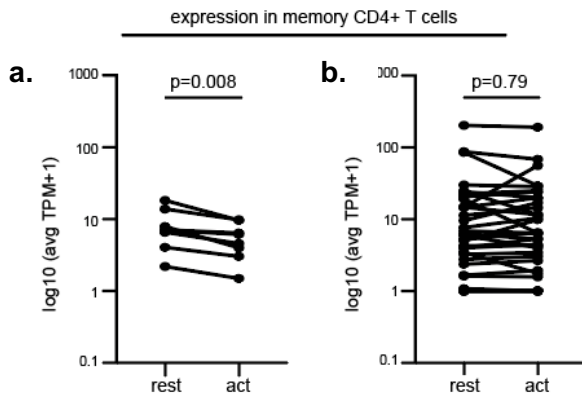 expression in memory CD4+ T cells
a.
p=0.008
log10 (avg TPM+1)
1000
100
10
1
0.1
rest
act
b.
p=0.79
log10 (avg TPM+1)
000
100
10
1
0.1
rest
act